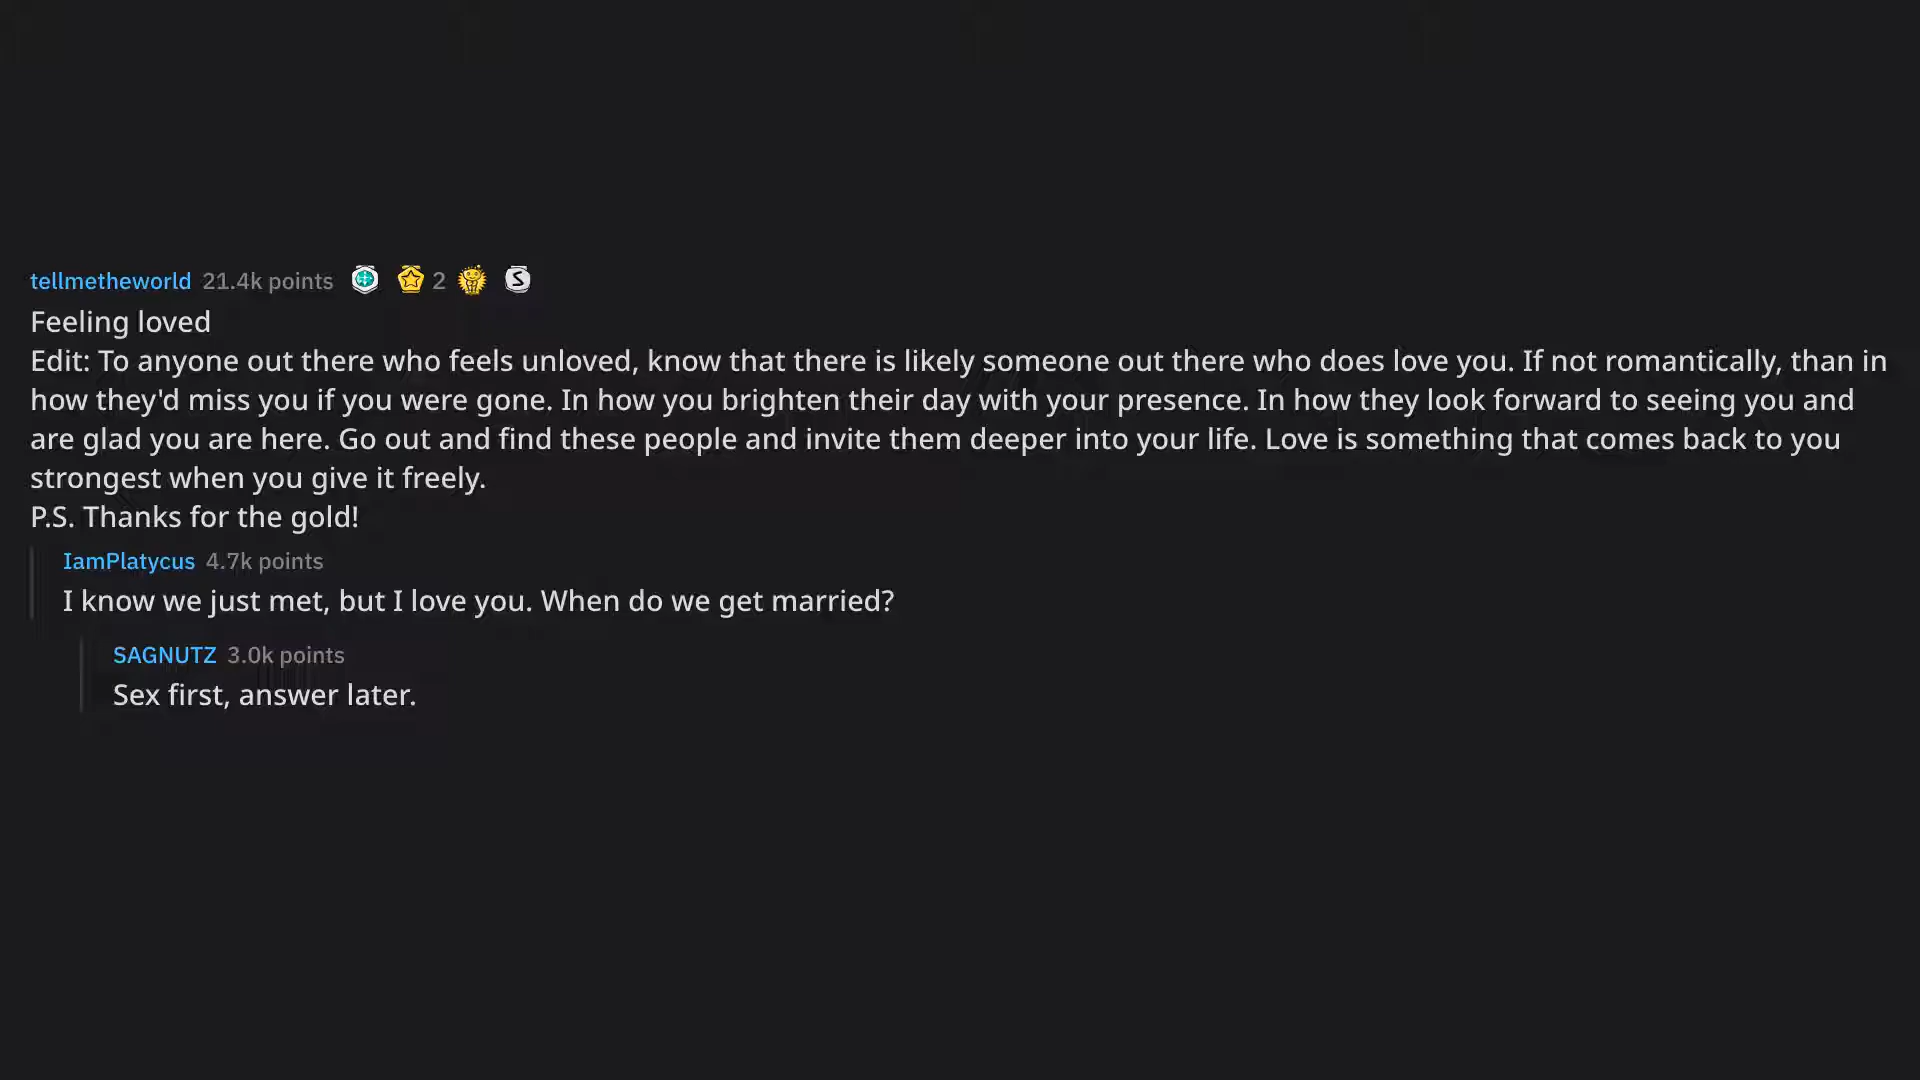 tellmetheworld 21.4k points 2
Feeling loved
Edit: To anyone out there who feels unloved, know that there is likely someone out there who does love you. If not romantically, than in
how they'd miss you if you were gone. In how you brighten their day with your presence. In how they look forward to seeing you and
are glad you are here. Go out and find these people and invite them deeper into your life. Love is something that comes back to you
strongest when you give it freely.
P.S. Thanks for the gold!
IamPlatycus 4.7k points
I know we just met, but I love you. When do we get married?
SAGNUTZ 3.0k points
Sex first, answer later.